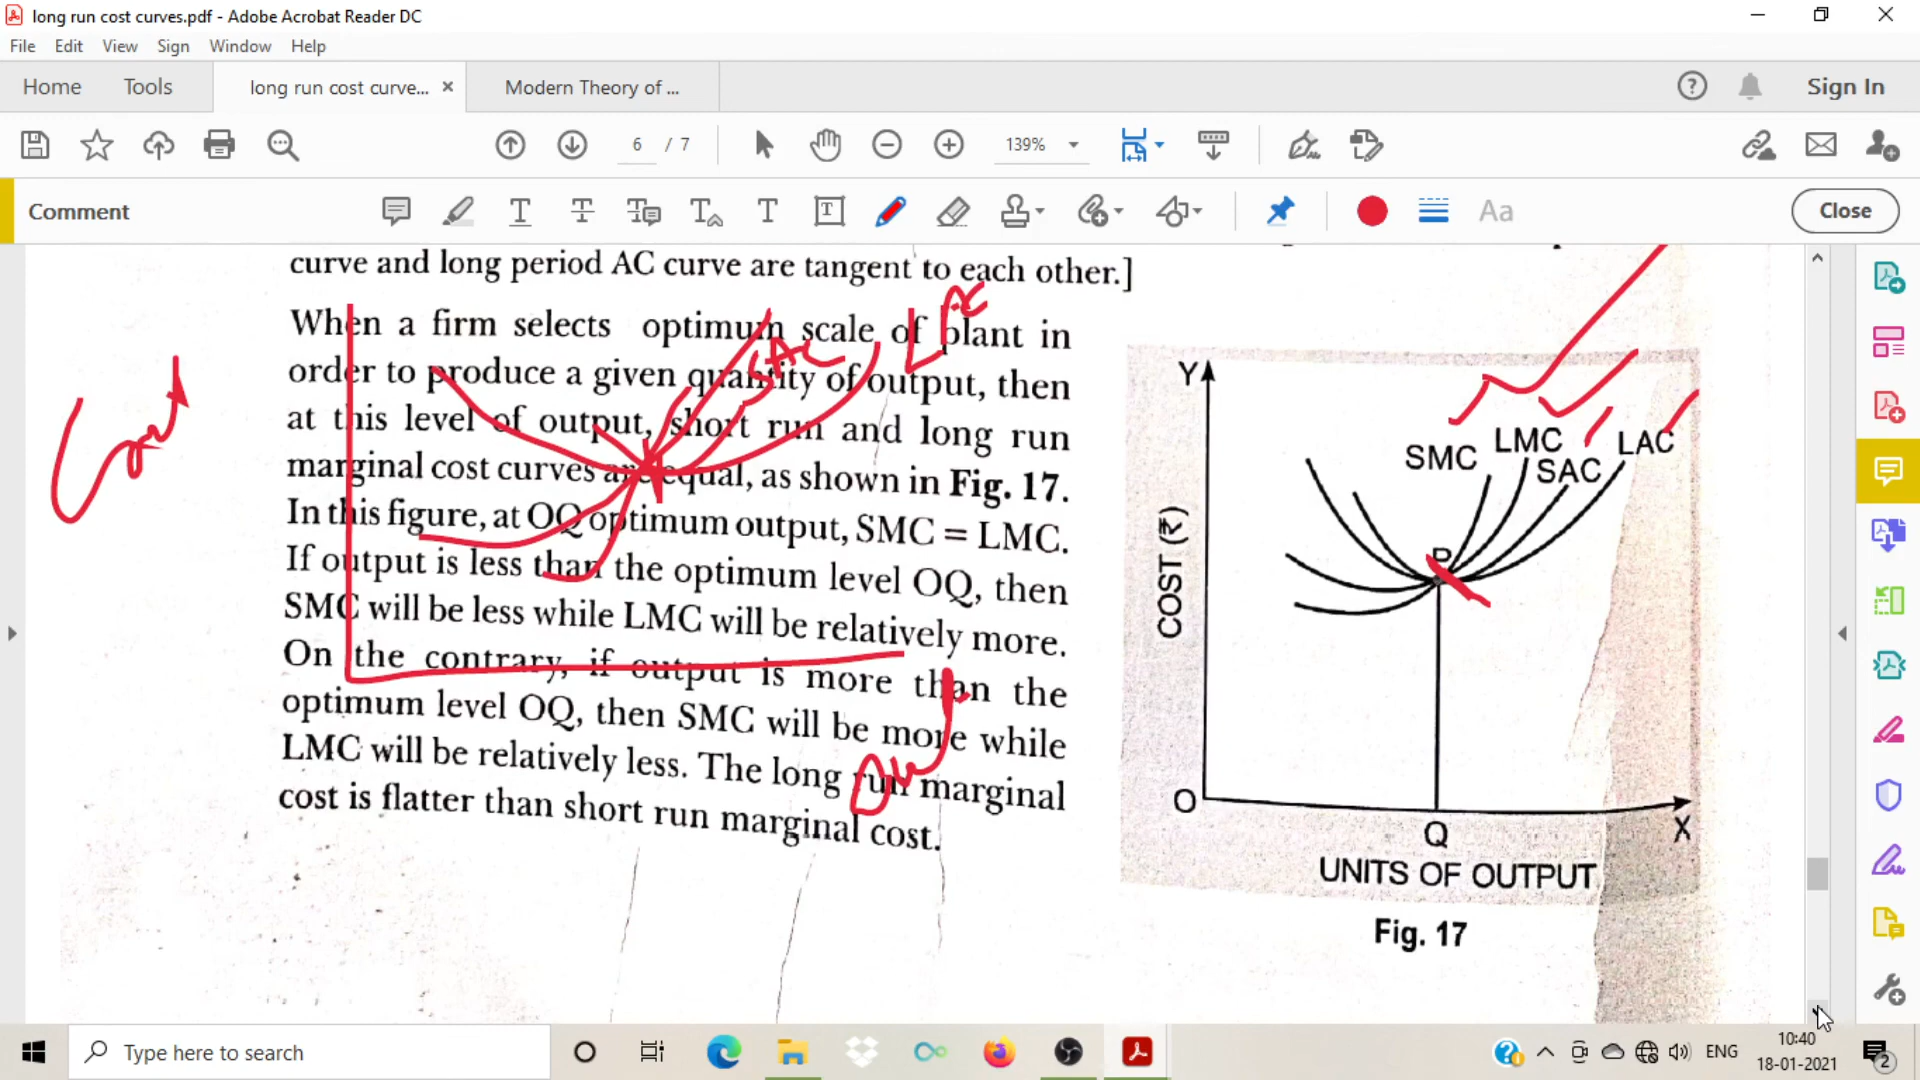 long run cost curves.pdf - Adobe Acrobat Reader DC
File Edit View Sign Window Help
Home Tools long run cost curve... × Modern Theory of ... Sign In
6 / 7 139%
Comment Aa Close
curve and long period AC curve are tangent to each other.]
When a firm selects optimum scale of plant in
order to produce a given quantity of output, then
at this level of output, short run and long run
marginal cost curves are equal, as shown in Fig. 17.
In this figure, at OQ optimum output, SMC = LMC.
If output is less than the optimum level OQ, then
SMC will be less while LMC will be relatively more.
On the contrary, if output is more than the
optimum level OQ, then SMC will be more while
LMC will be relatively less. The long run marginal
cost is flatter than short run marginal cost.
SAC
LAC
Y
COST (₹)
SMC LMC SAC LAC
P
O
Q
X
UNITS OF OUTPUT
Fig. 17
Type here to search
ENG
10:40
18-01-2021
2